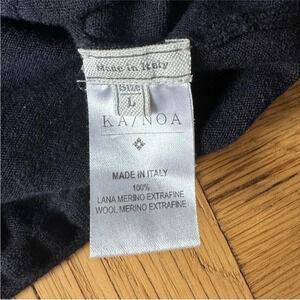 Made in Italy
Size
L
KA/NOA
MADE IN ITALY
100%
LANA MERINO EXTRAFINE
WOOL MERINO EXTRAFINE